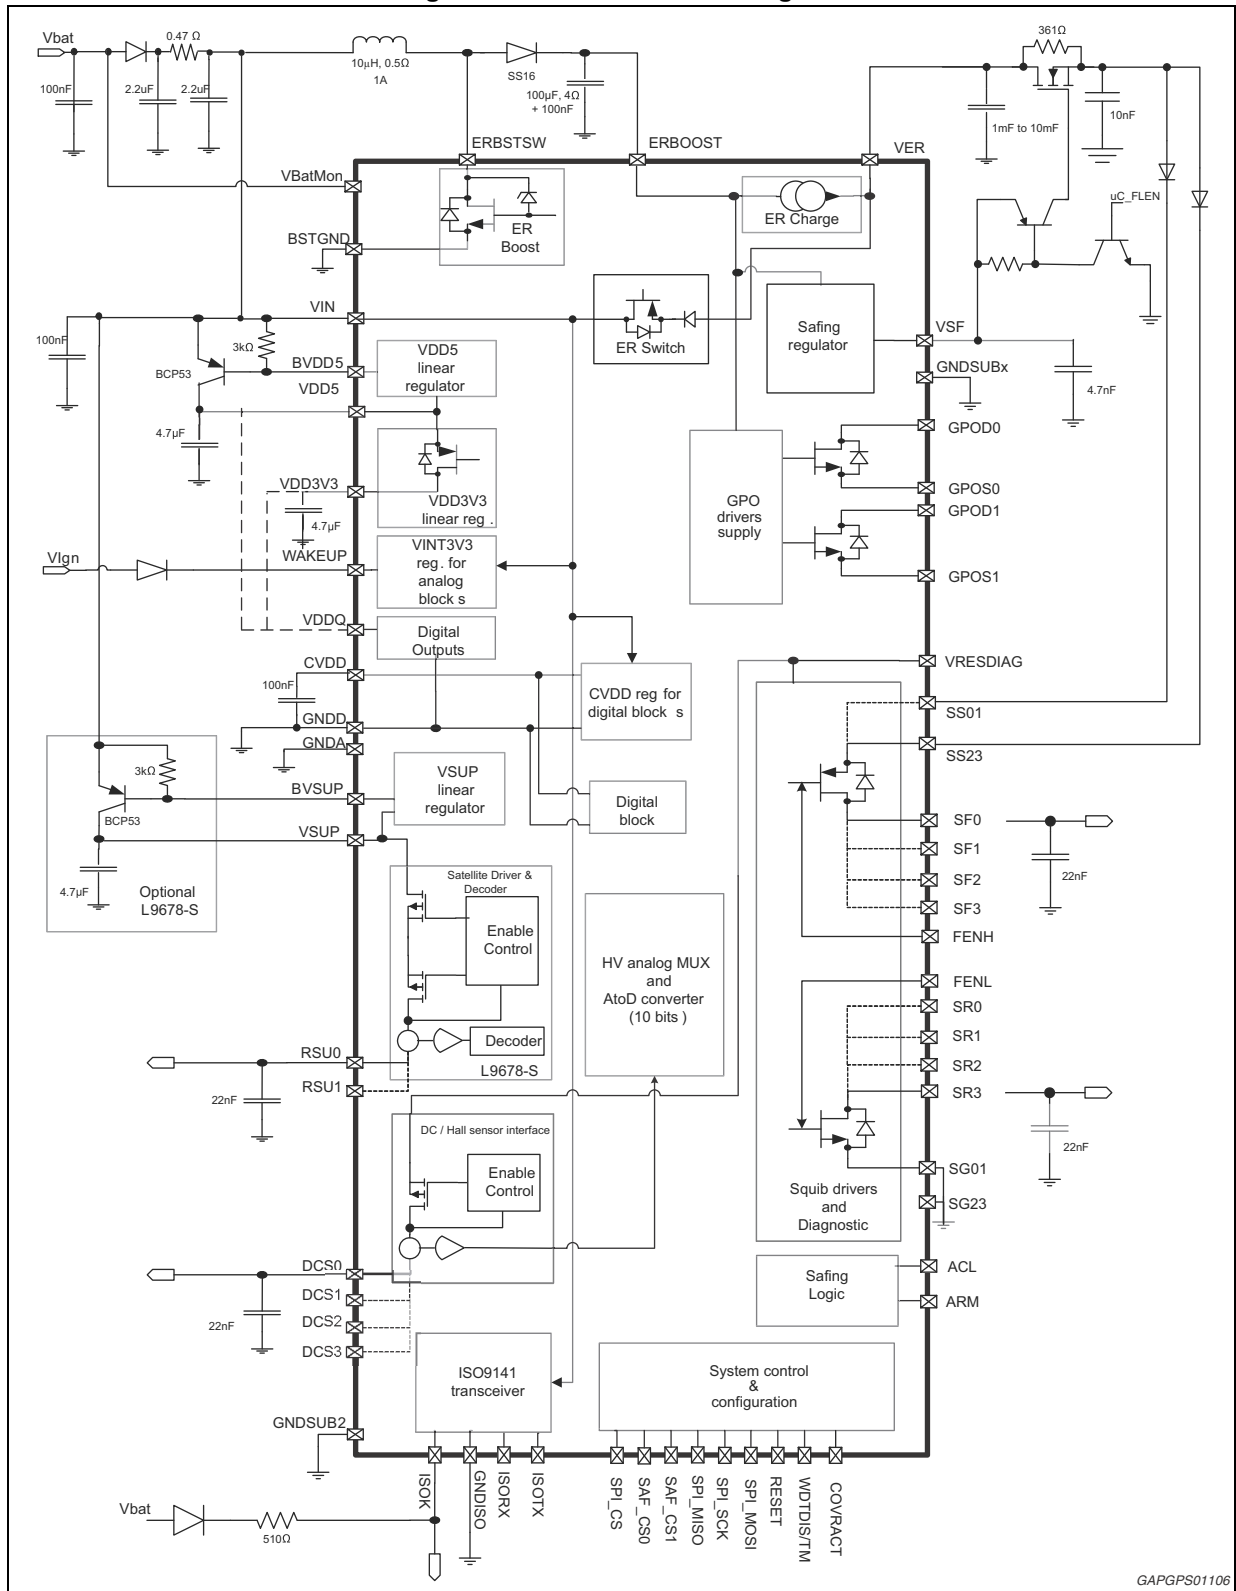 Vbat
0.47 Ω
100nF
2.2uF
2.2uF
10µH, 0.5Ω
1A
SS16
100µF, 4Ω
+ 100nF
361Ω
1mF to 10mF
10nF
ERBSTSW
ERBOOST
VER
VBatMon
BSTGND
ER
Boost
ER Charge
uC_FLEN
VIN
100nF
3kΩ
BCP53
BVDD5
VDD5
VDD5
linear
regulator
ER Switch
Safing
regulator
VSF
GNDSUBx
4.7nF
4.7µF
VDD3V3
4.7µF
VDD3V3
linear reg .
GPO
drivers
supply
GPOD0
GPOS0
GPOD1
GPOS1
VIgn
WAKEUP
VINT3V3
reg. for
analog
block s
VDDQ
Digital
Outputs
CVDD
100nF
GNDD
GNDA
CVDD reg for
digital block s
VRESDIAG
SS01
SS23
3kΩ
BCP53
4.7µF
Optional
L9678-S
BVSUP
VSUP
VSUP
linear
regulator
Digital
block
SF0
SF1
SF2
SF3
22nF
FENH
Satellite Driver &
Decoder
Enable
Control
Decoder
L9678-S
HV analog MUX
and
AtoD converter
(10 bits )
FENL
SR0
SR1
SR2
SR3
22nF
RSU0
RSU1
22nF
DC / Hall sensor interface
Enable
Control
SG01
SG23
Squib drivers
and
Diagnostic
DCS0
DCS1
DCS2
DCS3
22nF
Safing
Logic
ACL
ARM
ISO9141
transceiver
System control
&
configuration
GNDSUB2
ISOK
GNDISO
ISORX
ISOTX
SPI_CS
SAF_CS0
SAF_CS1
SPI_MISO
SPI_SCK
SPI_MOSI
RESET
WDTDIS/TM
COVRACT
Vbat
510Ω
GAPGPS01106